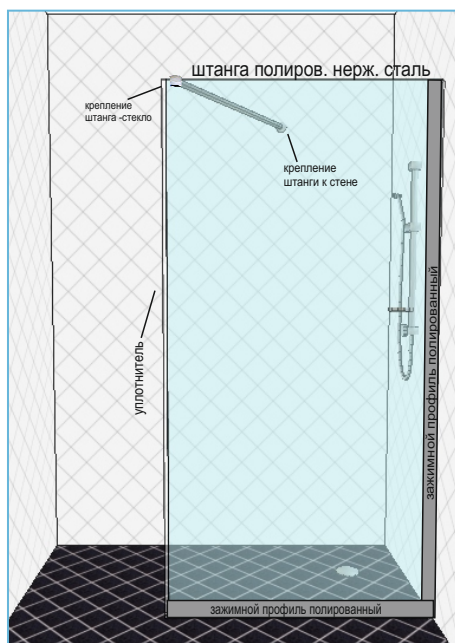 штанга полиров. нерж. сталь
крепление
штанга -стекло
крепление
штанги к стене
уплотнитель
зажимной профиль полированный
зажимной профиль полированный